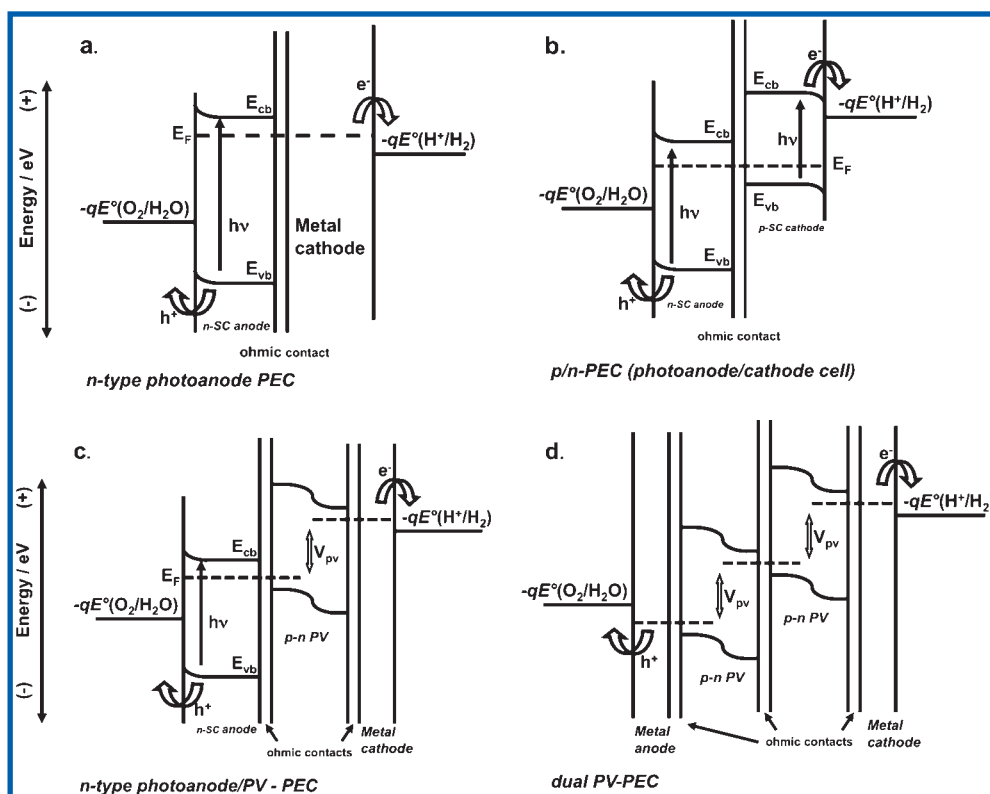 a.
Energy / eV
(+)
(-)
E_cb
E_F
e⁻
-qE°(H⁺/H₂)
-qE°(O₂/H₂O)
hν
Metal
cathode
E_vb
h⁺
n-SC anode
ohmic contact
n-type photoanode PEC
b.
e⁻
E_cb
-qE°(H⁺/H₂)
E_cb
hν
E_F
-qE°(O₂/H₂O)
hν
E_vb
p-SC cathode
E_vb
h⁺
n-SC anode
ohmic contact
p/n-PEC (photoanode/cathode cell)
c.
Energy / eV
(+)
(-)
e⁻
-qE°(H⁺/H₂)
E_cb
V_pv
E_F
-qE°(O₂/H₂O)
hν
p-n PV
E_vb
h⁺
n-SC anode
ohmic contacts
Metal
cathode
n-type photoanode/PV - PEC
d.
e⁻
-qE°(H⁺/H₂
V_pv
-qE°(O₂/H₂O)
V_pv
p-n PV
h⁺
p-n PV
Metal
anode
ohmic contacts
Metal
cathode
dual PV-PEC